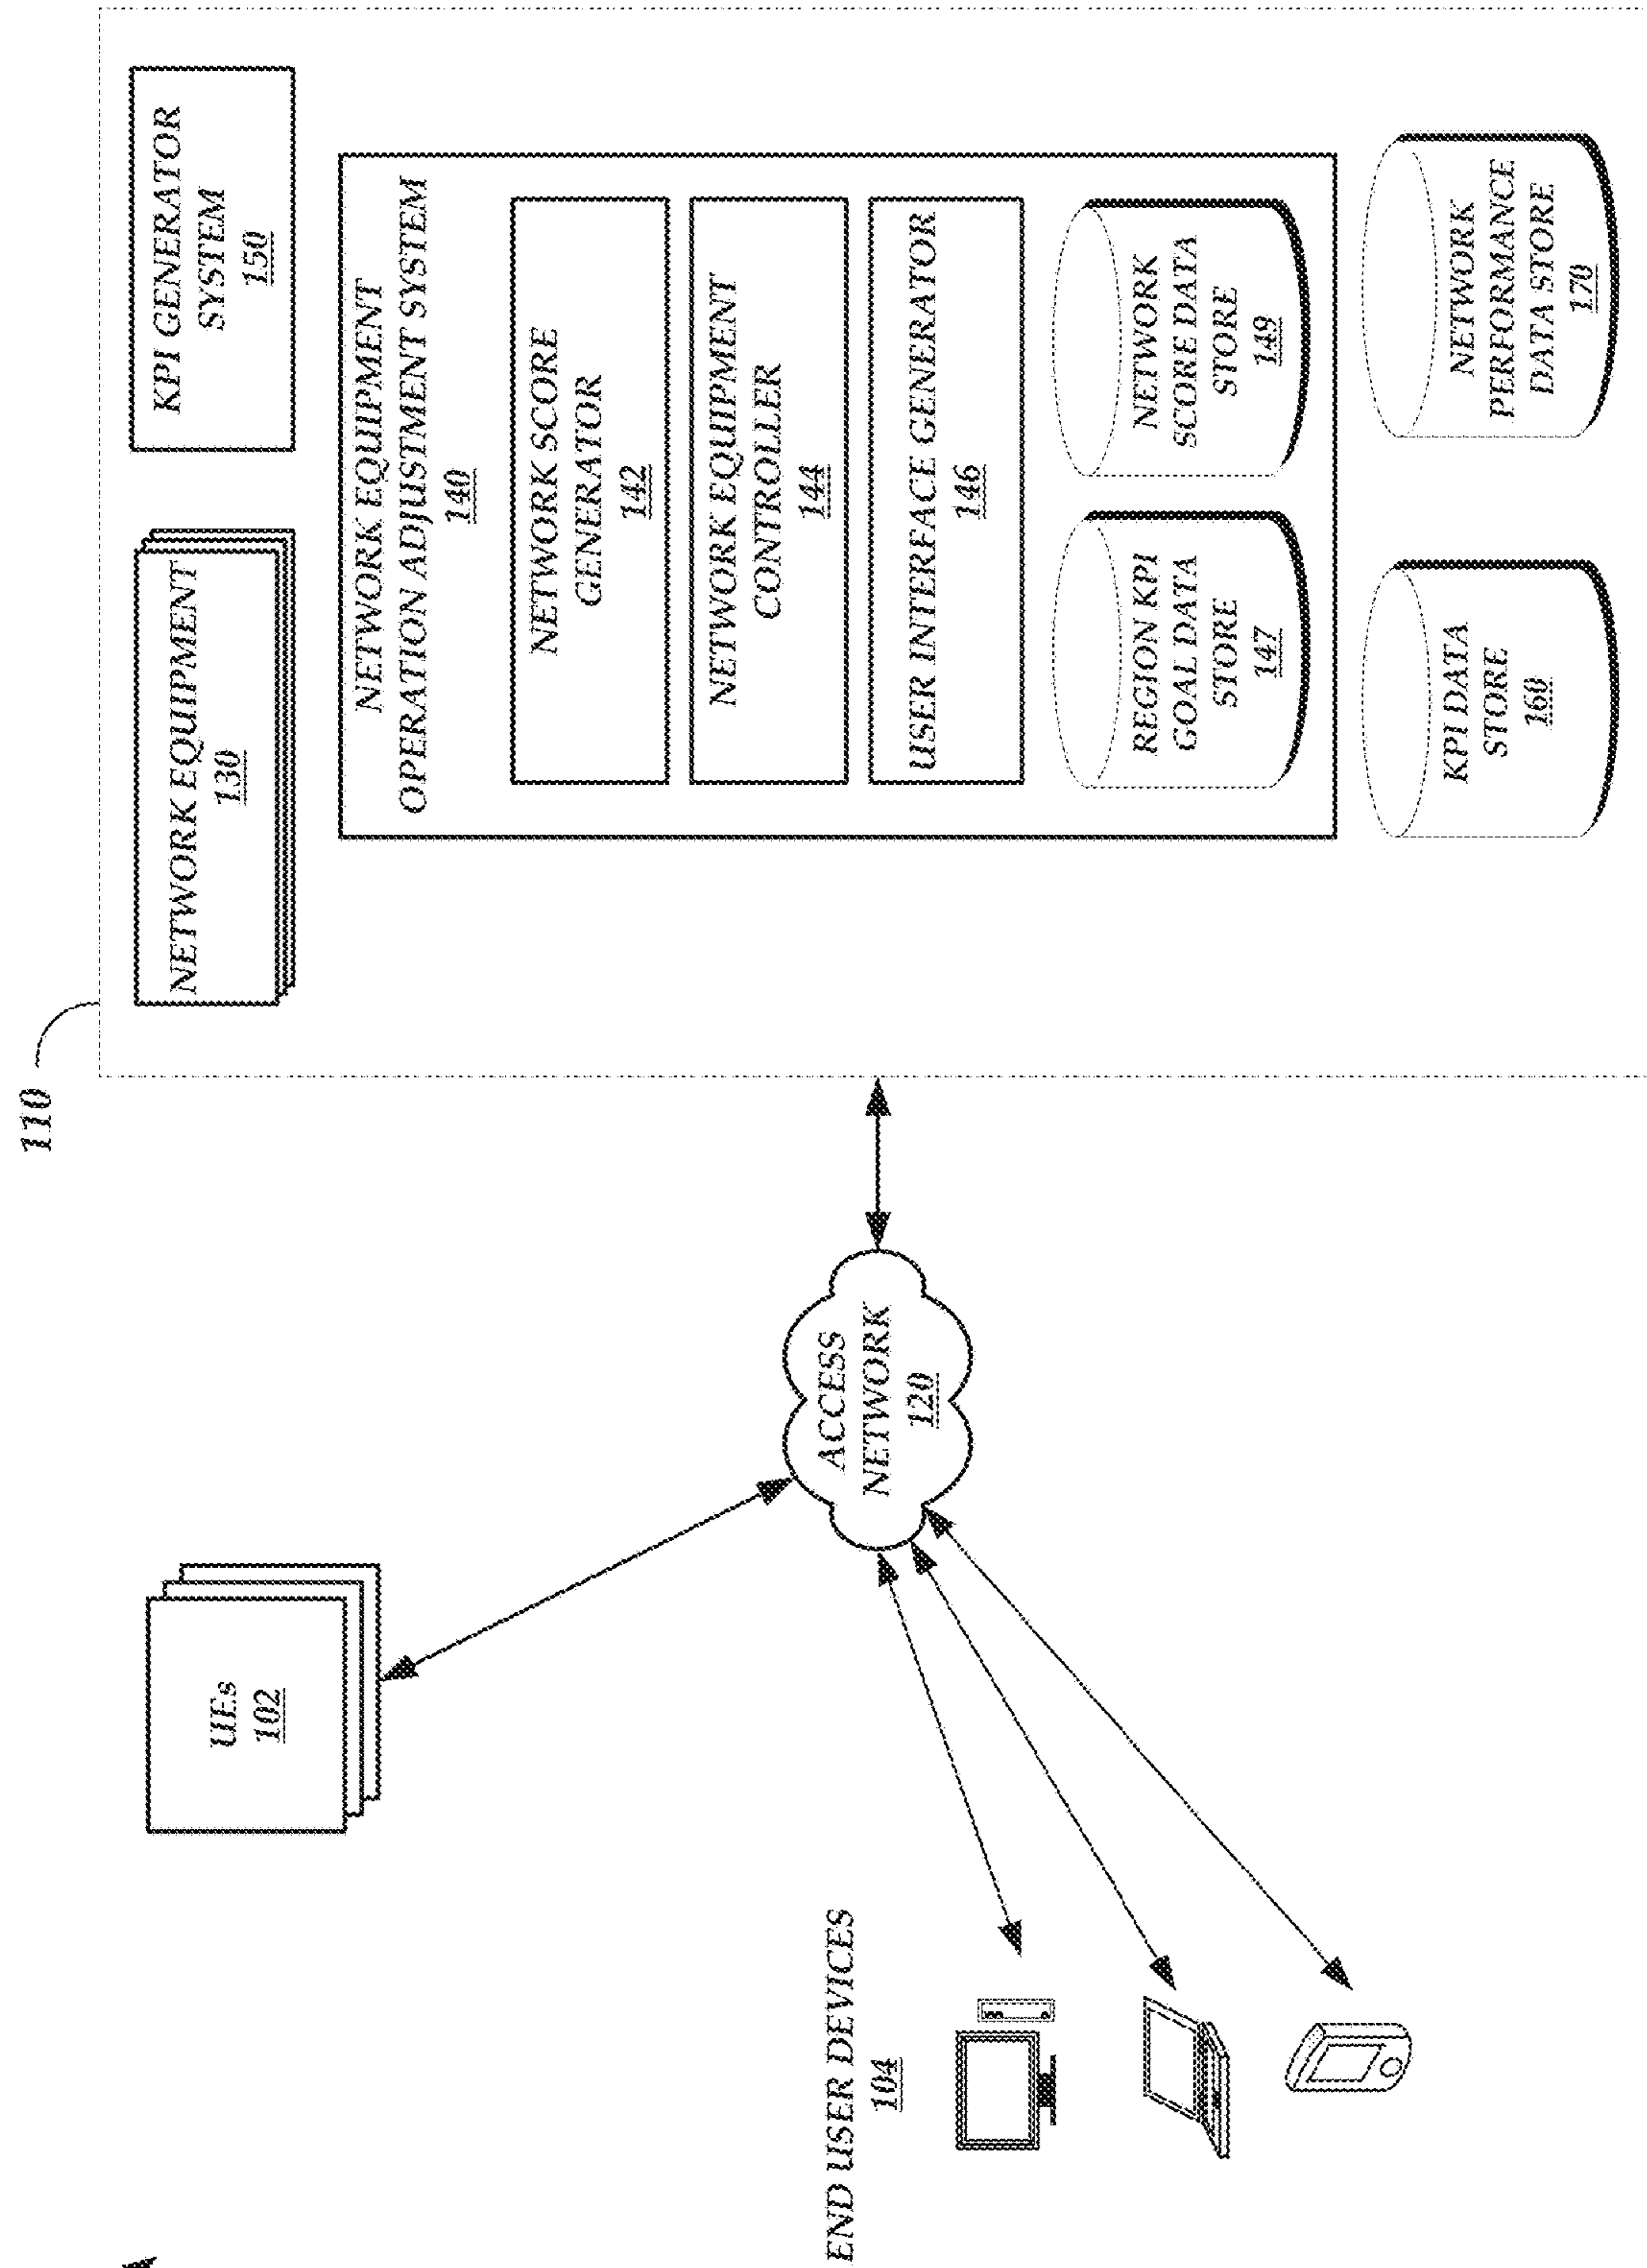 110
NETWORK EQUIPMENT
130
KPI GENERATOR
SYSTEM
150
NETWORK EQUIPMENT
OPERATION ADJUSTMENT SYSTEM
140
NETWORK SCORE
GENERATOR
142
NETWORK EQUIPMENT
CONTROLLER
144
USER INTERFACE GENERATOR
146
REGION KPI
GOAL DATA
STORE
147
NETWORK
SCORE DATA
STORE
149
KPI DATA
STORE
160
NETWORK
PERFORMANCE
DATA STORE
170
UEs
102
ACCESS
NETWORK
120
END USER DEVICES
104